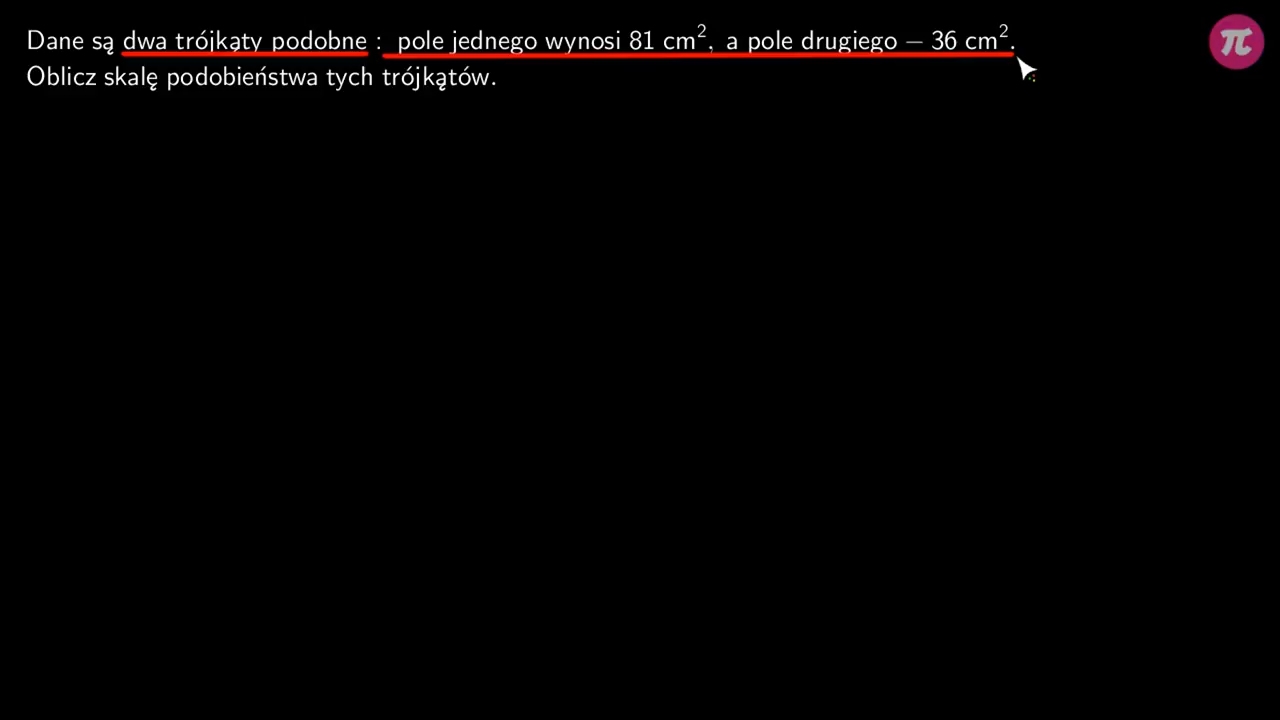 Dane są dwa trójkąty podobne : pole jednego wynosi 81 cm², a pole drugiego – 36 cm².
Oblicz skalę podobieństwa tych trójkątów.
π